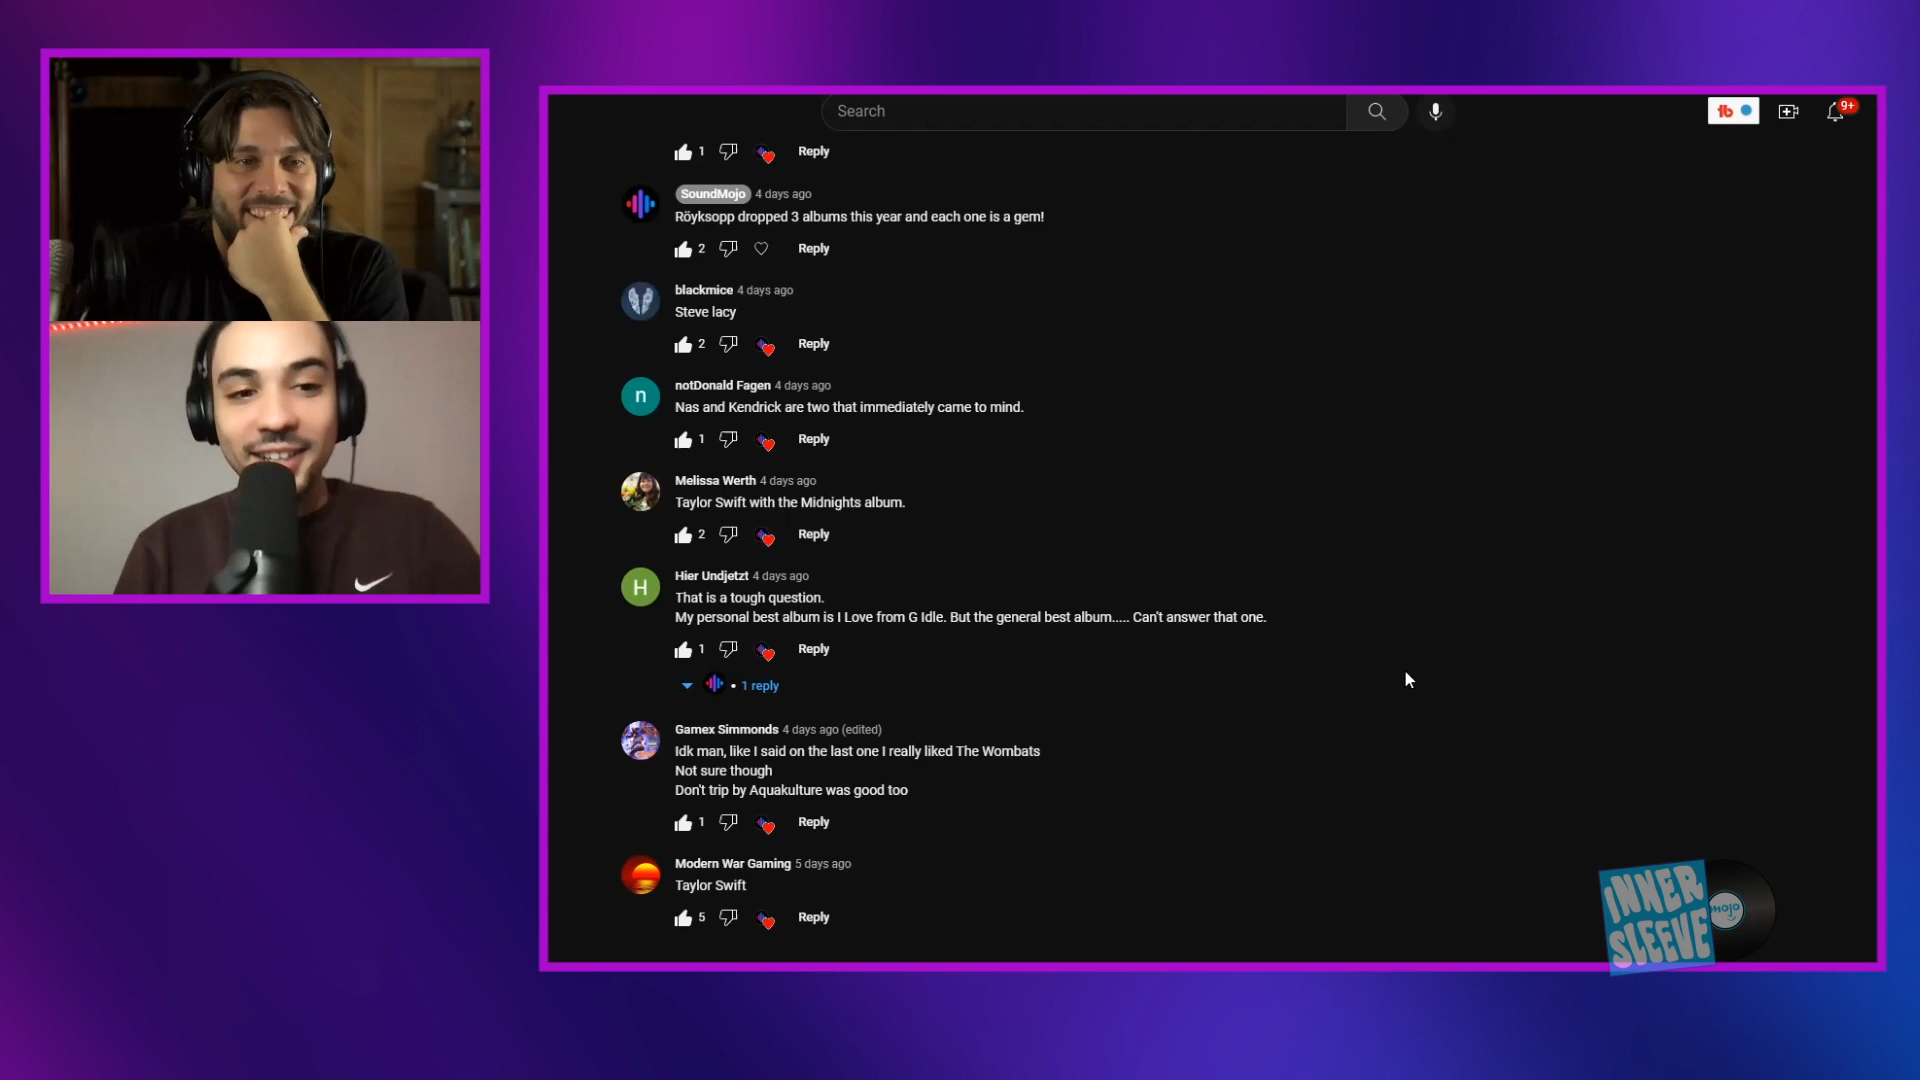 Search
9+
1 Reply
SoundMojo 4 days ago
Röyksopp dropped 3 albums this year and each one is a gem!
2 Reply
blackmice 4 days ago
Steve lacy
2 Reply
n
notDonald Fagen 4 days ago
Nas and Kendrick are two that immediately came to mind.
1 Reply
Melissa Werth 4 days ago
Taylor Swift with the Midnights album.
2 Reply
H
Hier Undjetzt 4 days ago
That is a tough question.
My personal best album is I Love from G Idle. But the general best album..... Can't answer that one.
1 Reply
• 1 reply
Gamex Simmonds 4 days ago (edited)
Idk man, like I said on the last one I really liked The Wombats
Not sure though
Don't trip by Aquakulture was good too
1 Reply
Modern War Gaming 5 days ago
Taylor Swift
5 Reply
INNER
SLEEVE
mojo